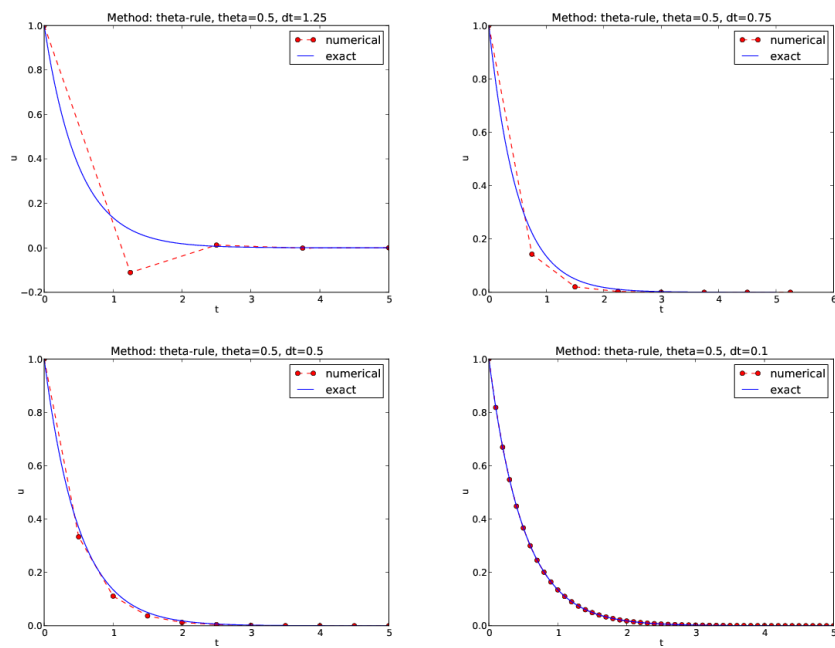 Method: theta-rule, theta=0.5, dt=1.25
1.0
0.8
0.6
0.4
0.2
0.0
−0.2
u
0 1 2 3 4 5
t
numerical
exact
Method: theta-rule, theta=0.5, dt=0.75
1.0
0.8
0.6
0.4
0.2
0.0
u
0 1 2 3 4 5 6
t
numerical
exact
Method: theta-rule, theta=0.5, dt=0.5
1.0
0.8
0.6
0.4
0.2
0.0
u
0 1 2 3 4 5
t
numerical
exact
Method: theta-rule, theta=0.5, dt=0.1
1.0
0.8
0.6
0.4
0.2
0.0
u
0 1 2 3 4 5
t
numerical
exact